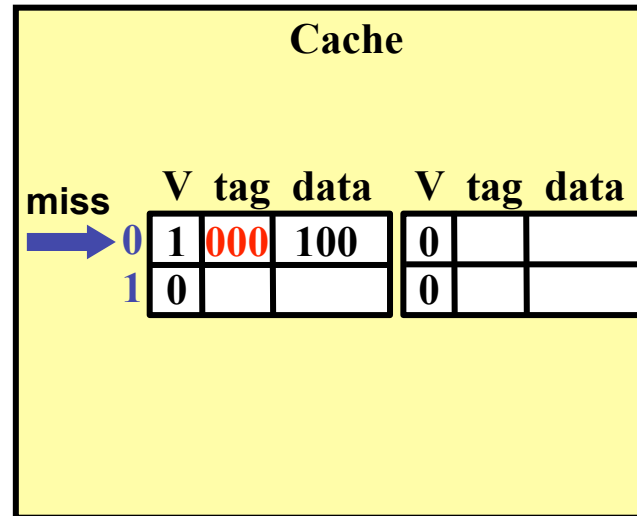 Cache
V tag data V tag data
miss
0 1 000 100 0
1 0 0